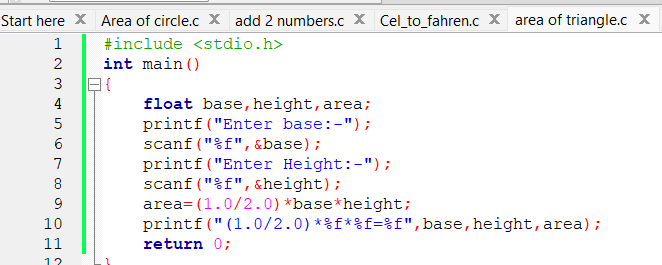 Start here Area of circle.c add 2 numbers.c Cel_to_fahren.c area of triangle.c
1 #include <stdio.h>
2 int main()
3 {
4 float base,height,area;
5 printf("Enter base:-");
6 scanf("%f",&base);
7 printf("Enter Height:-");
8 scanf("%f",&height);
9 area=(1.0/2.0)*base*height;
10 printf("(1.0/2.0)*%f*%f=%f",base,height,area);
11 return 0;
12 }